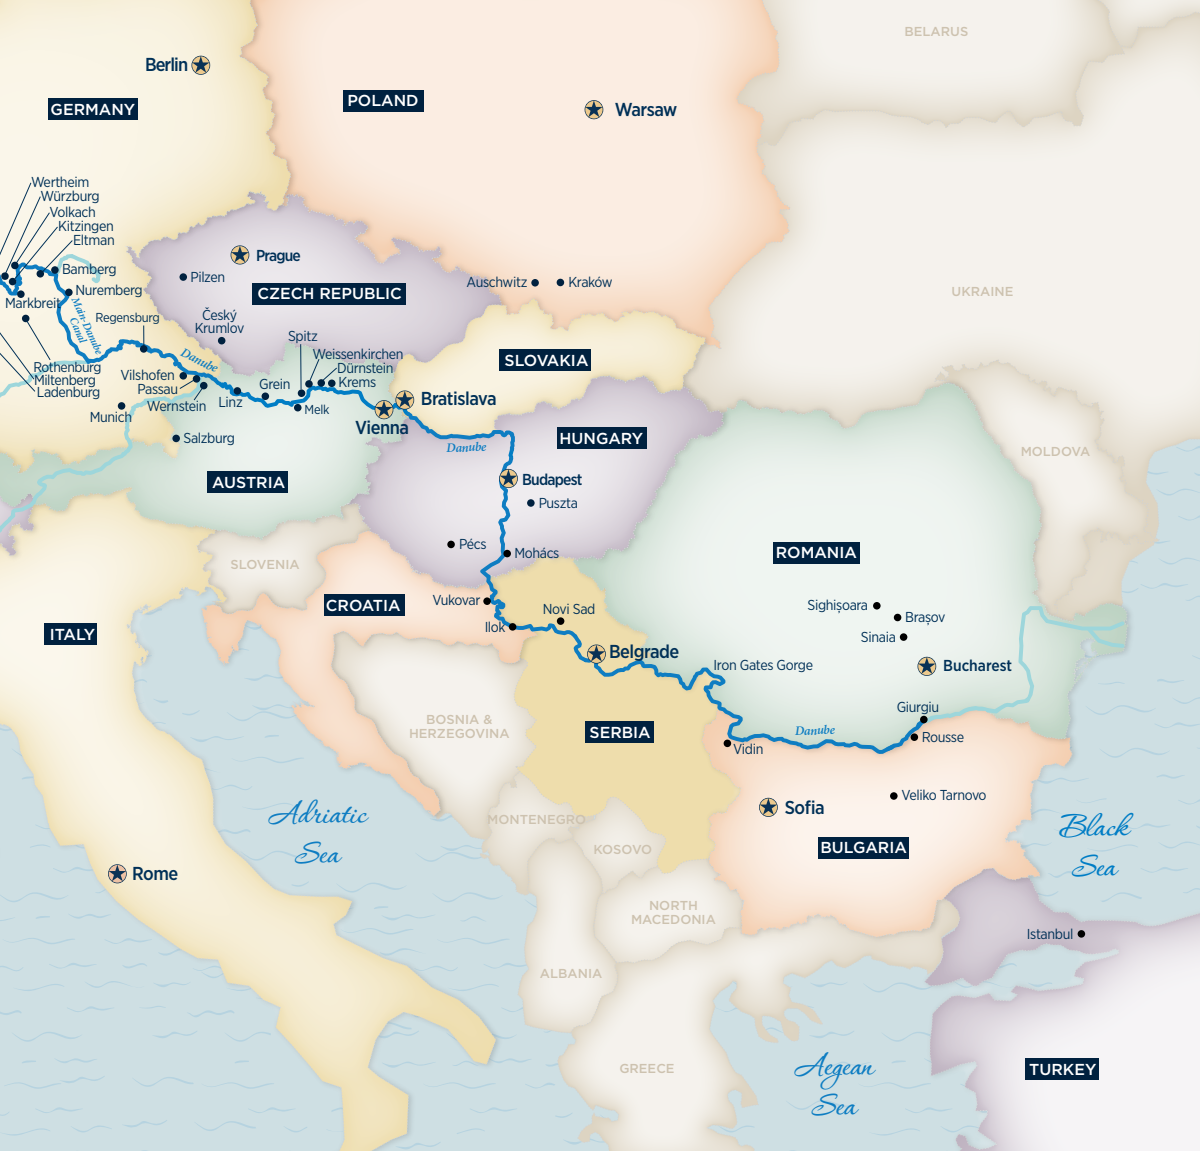 BELARUS
Berlin
GERMANY
POLAND
Warsaw
Wertheim
Würzburg
Volkach
Kitzingen
Eltman
Bamberg
Nuremberg
Markbreit
Main-Danube
Canal
Regensburg
Rothenburg
Miltenberg
Ladenburg
Munich
Prague
Pilzen
CZECH REPUBLIC
Český
Krumlov
Auschwitz
Kraków
UKRAINE
Danube
Vilshofen
Passau
Wernstein
Linz
Grein
Spitz
Weissenkirchen
Dürnstein
Krems
Melk
Salzburg
SLOVAKIA
Bratislava
Vienna
AUSTRIA
Danube
HUNGARY
Budapest
Puszta
MOLDOVA
Pécs
Mohács
ROMANIA
SLOVENIA
CROATIA
ITALY
Vukovar
Ilok
Novi Sad
Belgrade
Sighișoara
Brașov
Sinaia
Bucharest
Iron Gates Gorge
Giurgiu
BOSNIA &
HERZEGOVINA
SERBIA
Danube
Vidin
Rousse
Veliko Tarnovo
Sofia
BULGARIA
Adriatic
Sea
MONTENEGRO
KOSOVO
Black
Sea
Rome
NORTH
MACEDONIA
Istanbul
ALBANIA
GREECE
Aegean
Sea
TURKEY